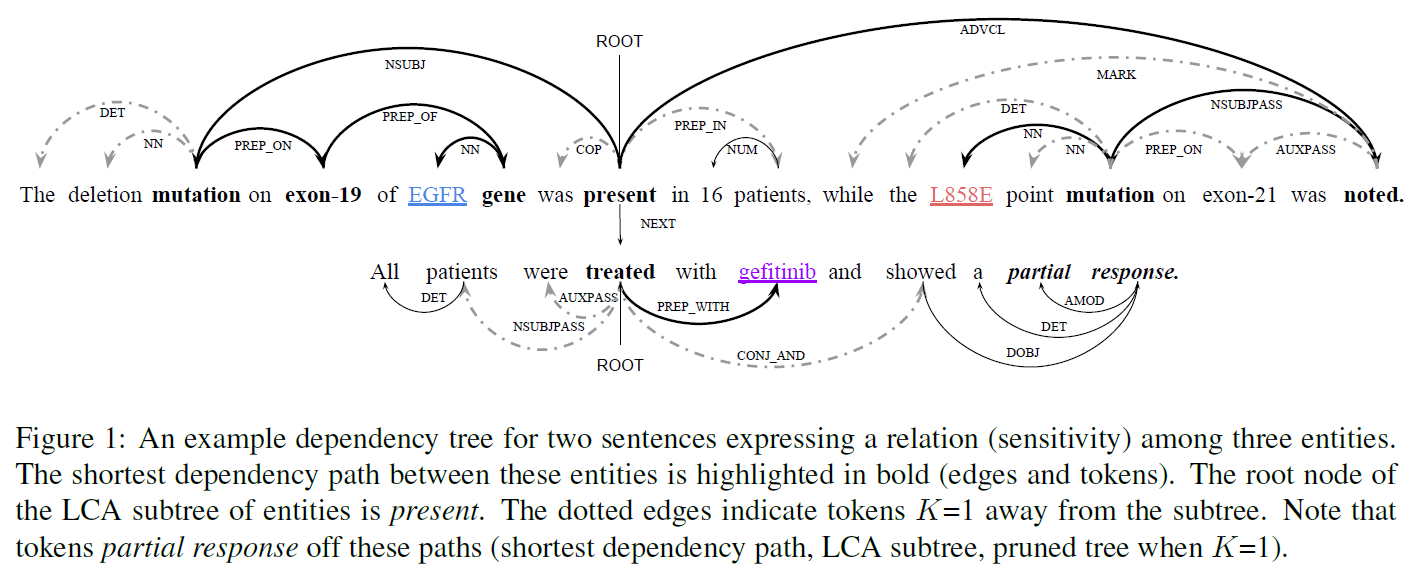 ROOT
ADVCL
NSUBJ
MARK
DET
PREP_OF
PREP_IN
DET
NSUBJPASS
NN
PREP_ON
NN
COP
NUM
NN
NN
PREP_ON
AUXPASS
The deletion mutation on exon-19 of EGFR gene was present in 16 patients, while the L858E point mutation on exon-21 was noted.
NEXT
All patients were treated with gefitinib and showed a partial response.
DET
AUXPASS
PREP_WITH
AMOD
NSUBJPASS
DET
CONJ_AND
DOBJ
ROOT
Figure 1: An example dependency tree for two sentences expressing a relation (sensitivity) among three entities.
The shortest dependency path between these entities is highlighted in bold (edges and tokens). The root node of
the LCA subtree of entities is present. The dotted edges indicate tokens K=1 away from the subtree. Note that
tokens partial response off these paths (shortest dependency path, LCA subtree, pruned tree when K=1).